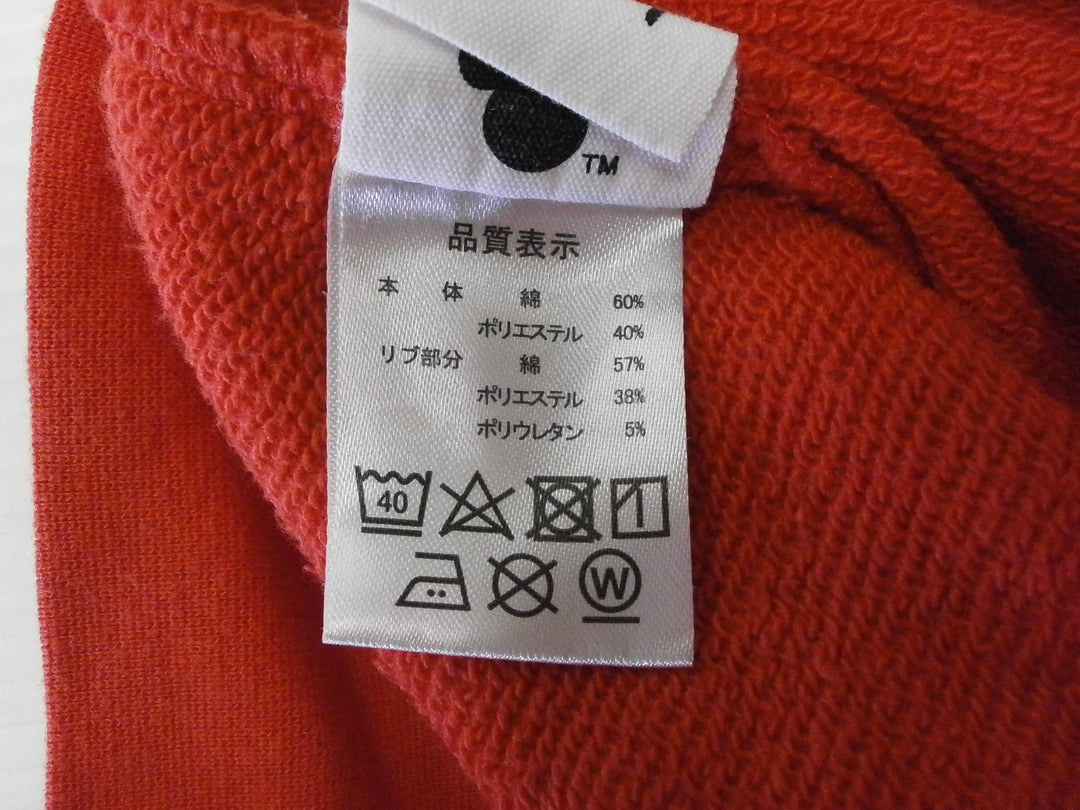 TM
品質表示
本 体 綿 60%
ポリエステル 40%
リブ部分 綿 57%
ポリエステル 38%
ポリウレタン 5%
40
W